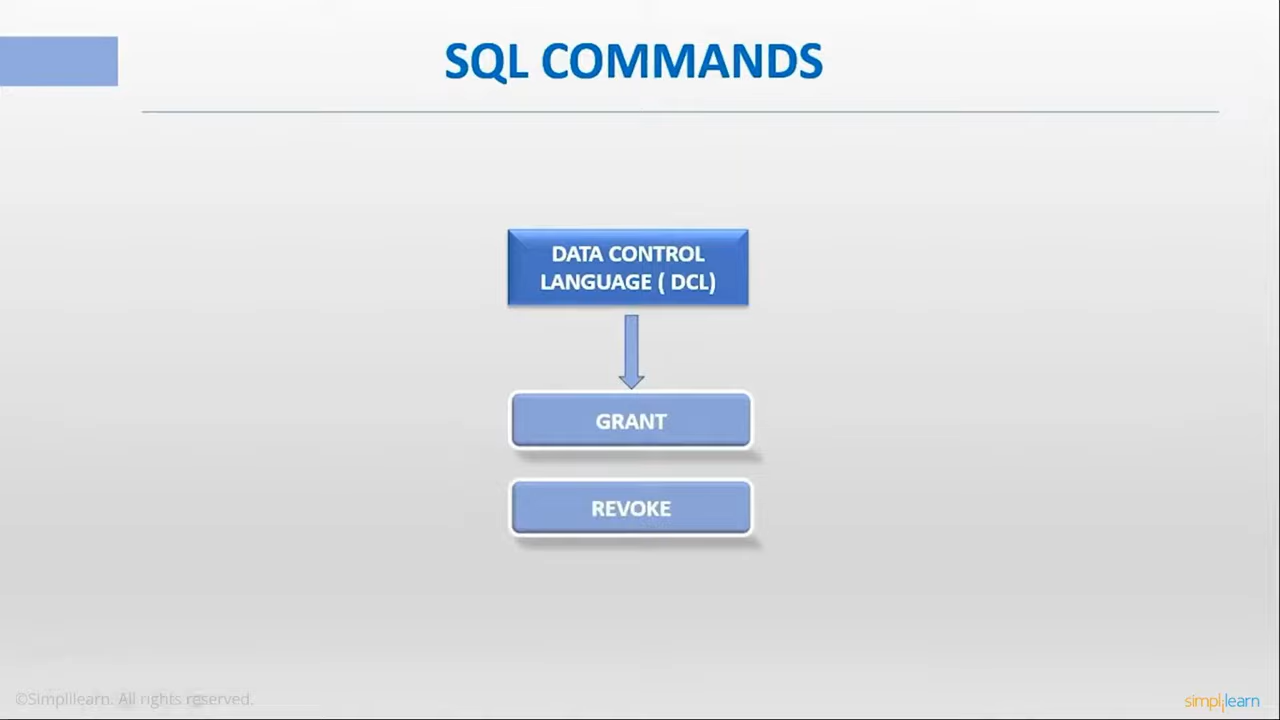 SQL COMMANDS
DATA CONTROL
LANGUAGE ( DCL)
GRANT
REVOKE
©Simplilearn. All rights reserved.
simplilearn